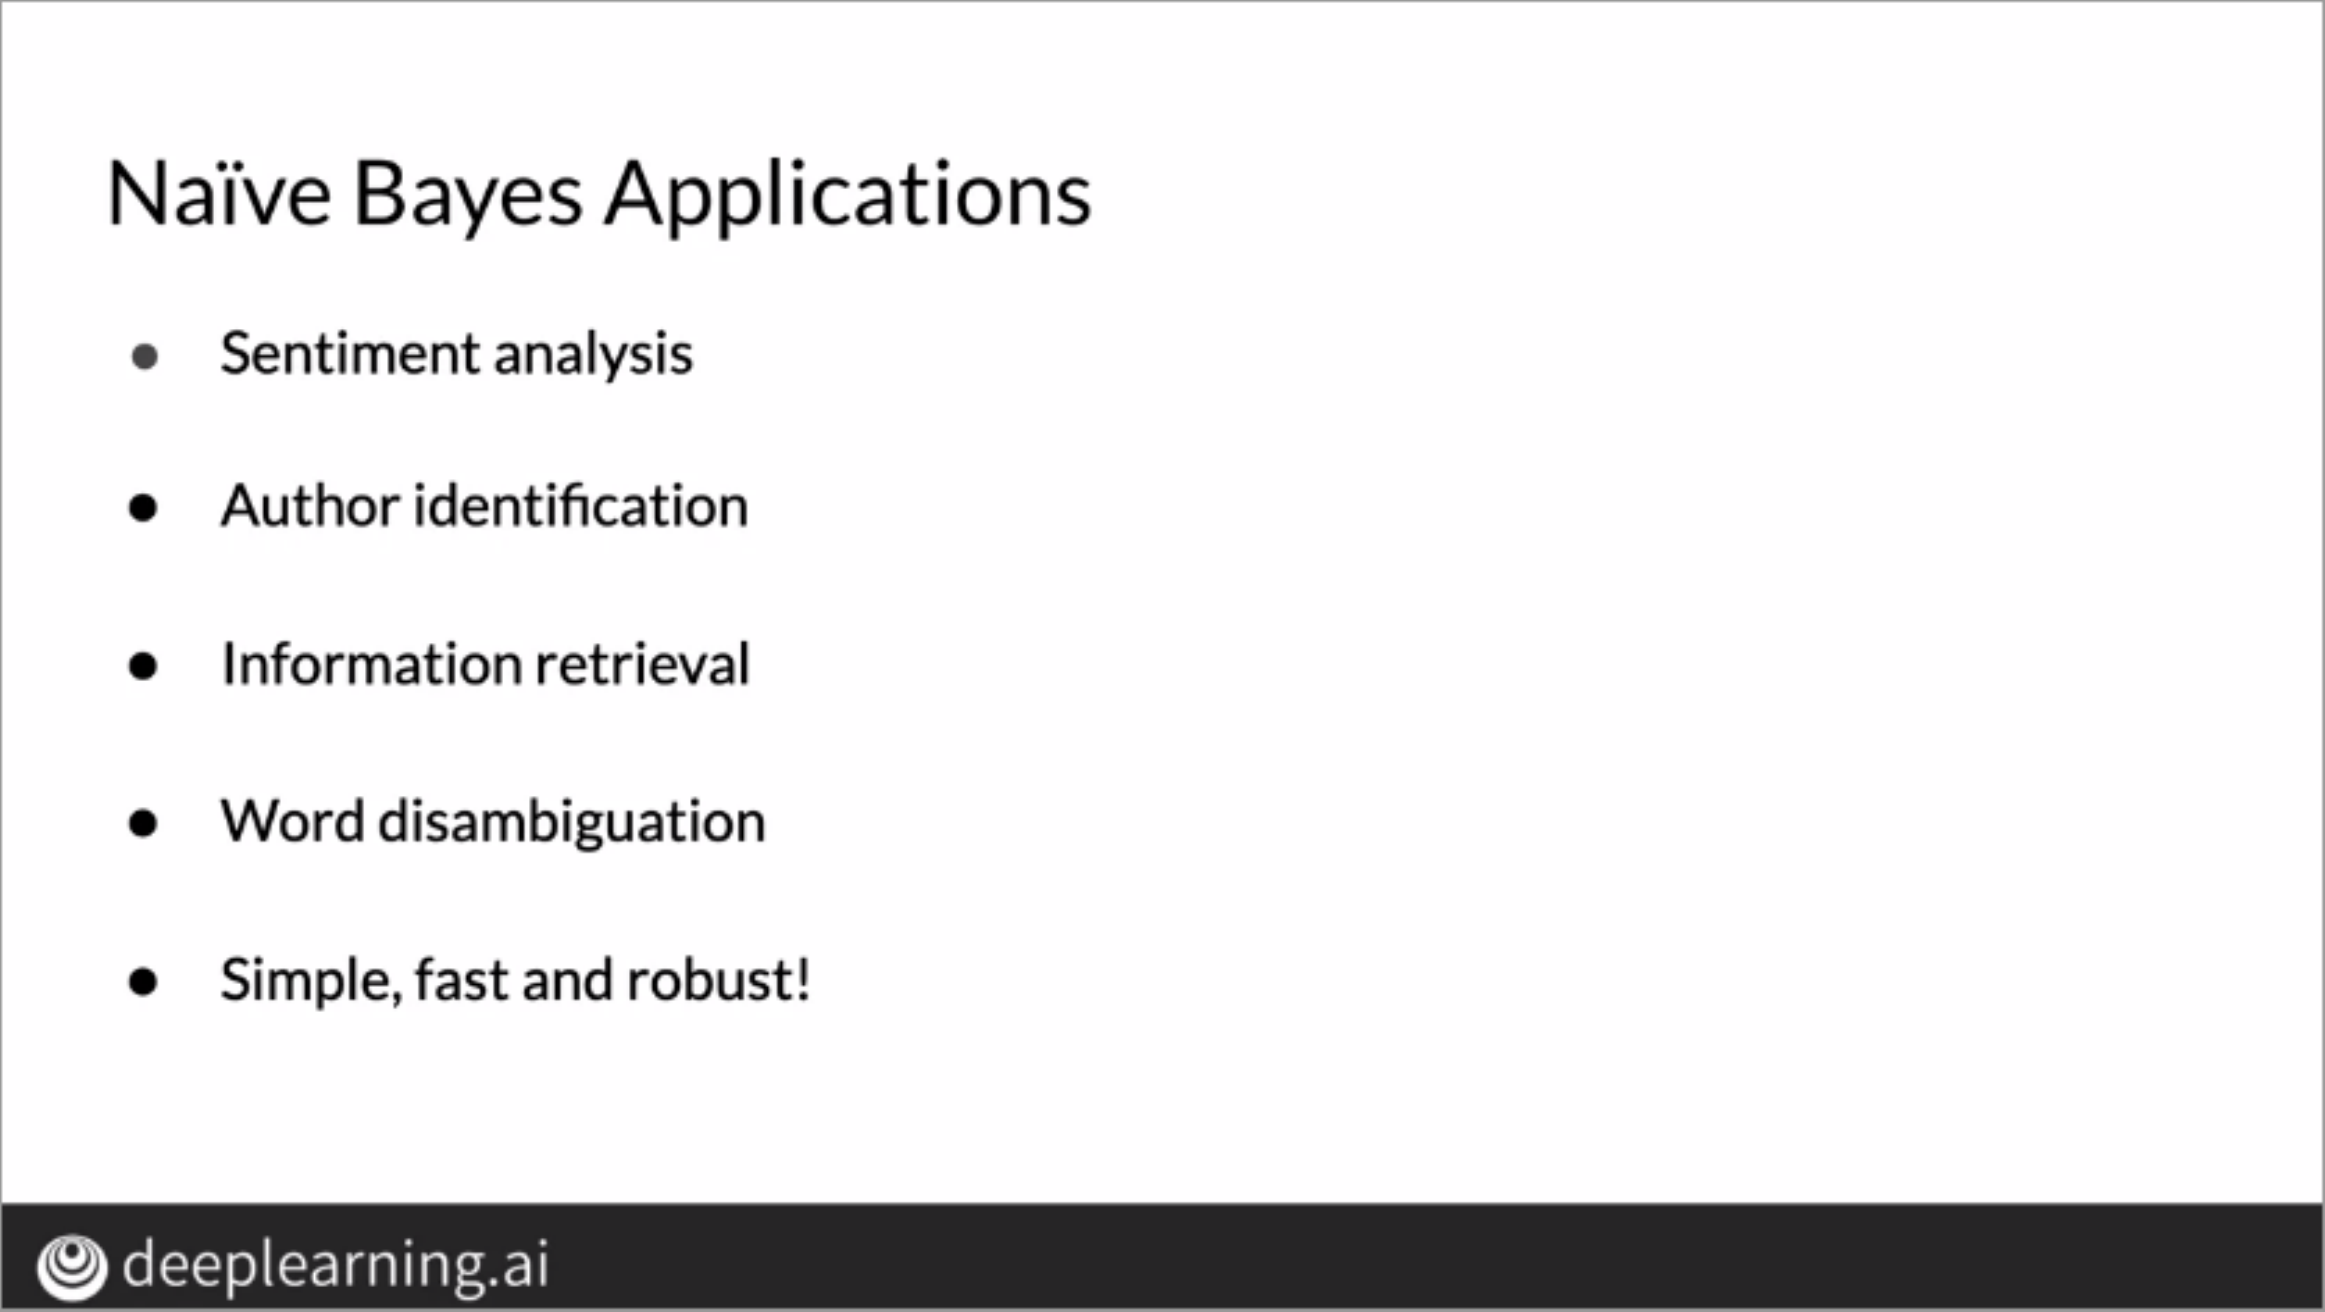 Naïve Bayes Applications
● Sentiment analysis
● Author identification
● Information retrieval
● Word disambiguation
● Simple, fast and robust!
deeplearning.ai